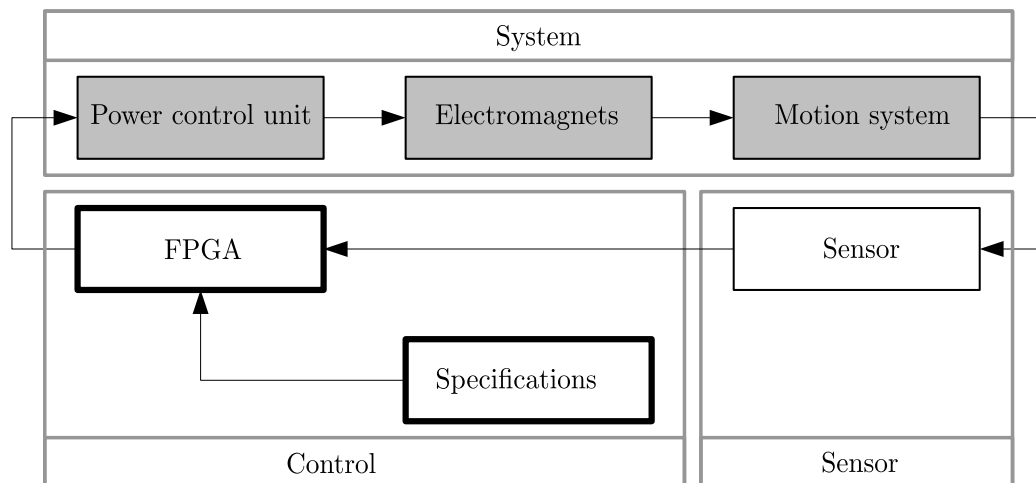 System
Power control unit
Electromagnets
Motion system
FPGA
Sensor
Specifications
Control
Sensor